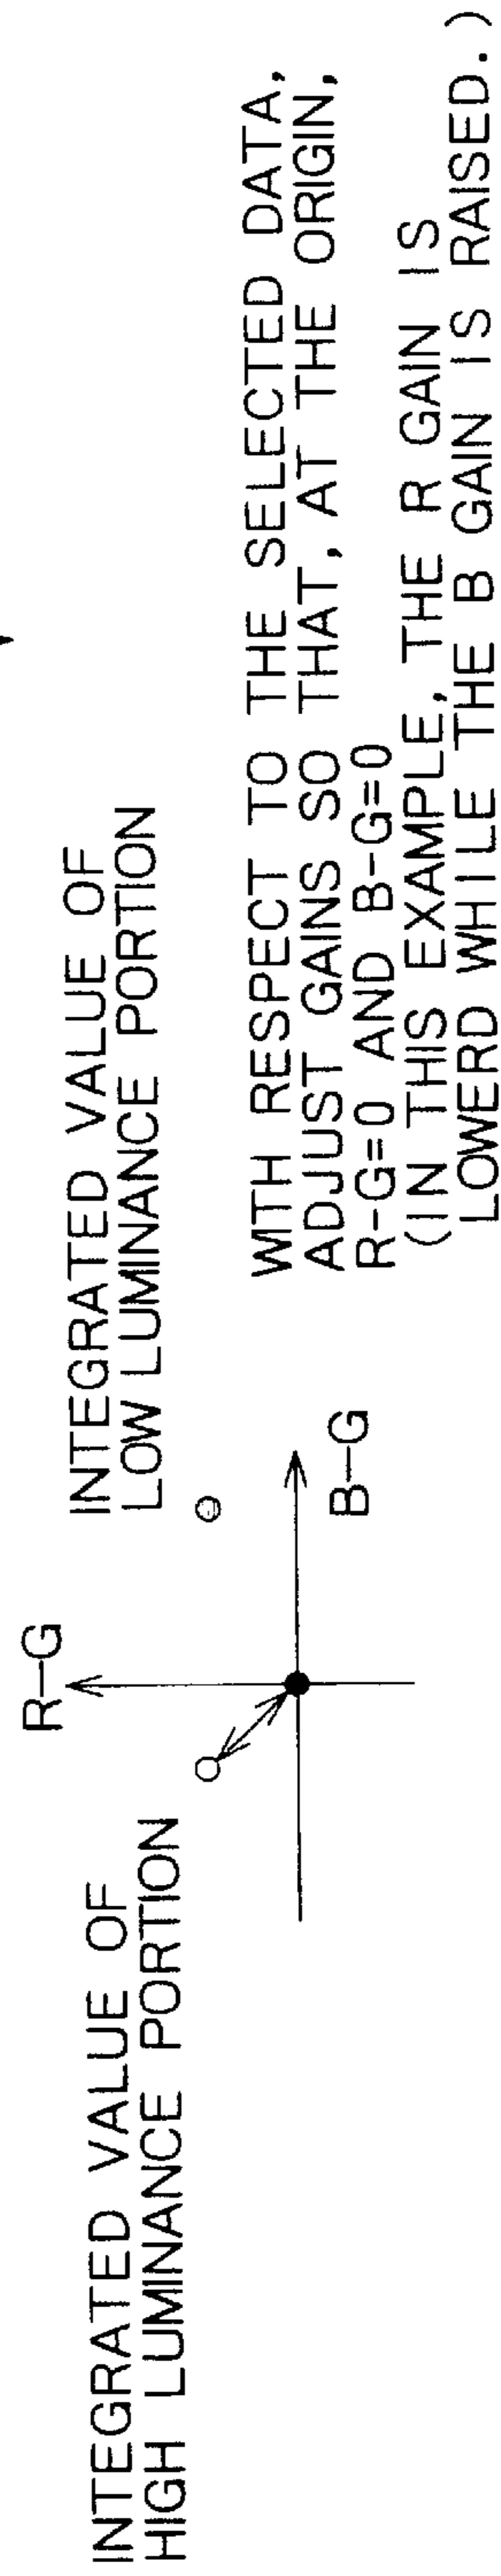 INTEGRATED VALUE OF
HIGH LUMINANCE PORTION
R-G
INTEGRATED VALUE OF
LOW LUMINANCE PORTION
B-G
WITH RESPECT TO THE SELECTED DATA,
ADJUST GAINS SO THAT, AT THE ORIGIN,
R-G=0 AND B-G=0
(IN THIS EXAMPLE, THE R GAIN IS
LOWERD WHILE THE B GAIN IS RAISED.)